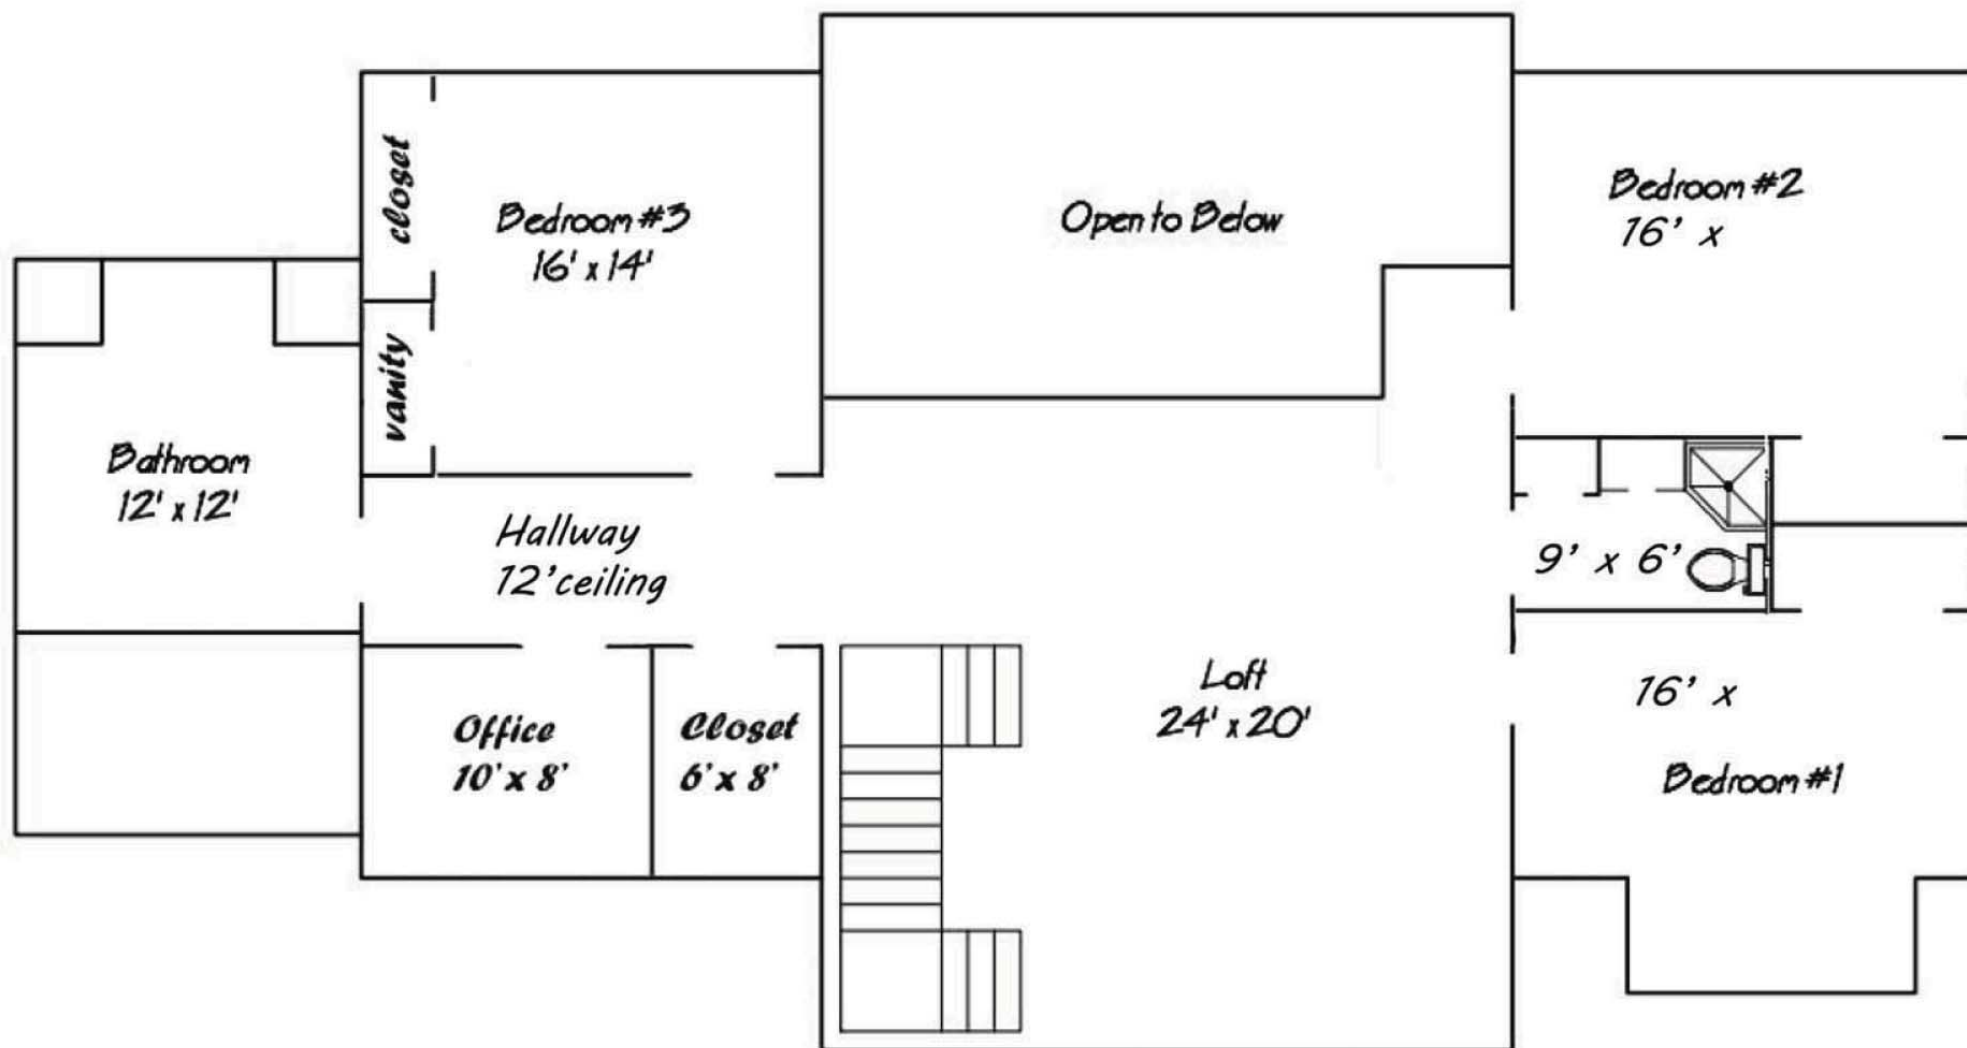 closet
Bedroom #3
16' x 14'
Open to Below
Bedroom #2
16' x
vanity
Bathroom
12' x 12'
Hallway
12' ceiling
9' x 6'
Loft
24' x 20'
16' x
Bedroom #1
Office
10' x 8'
Closet
6' x 8'